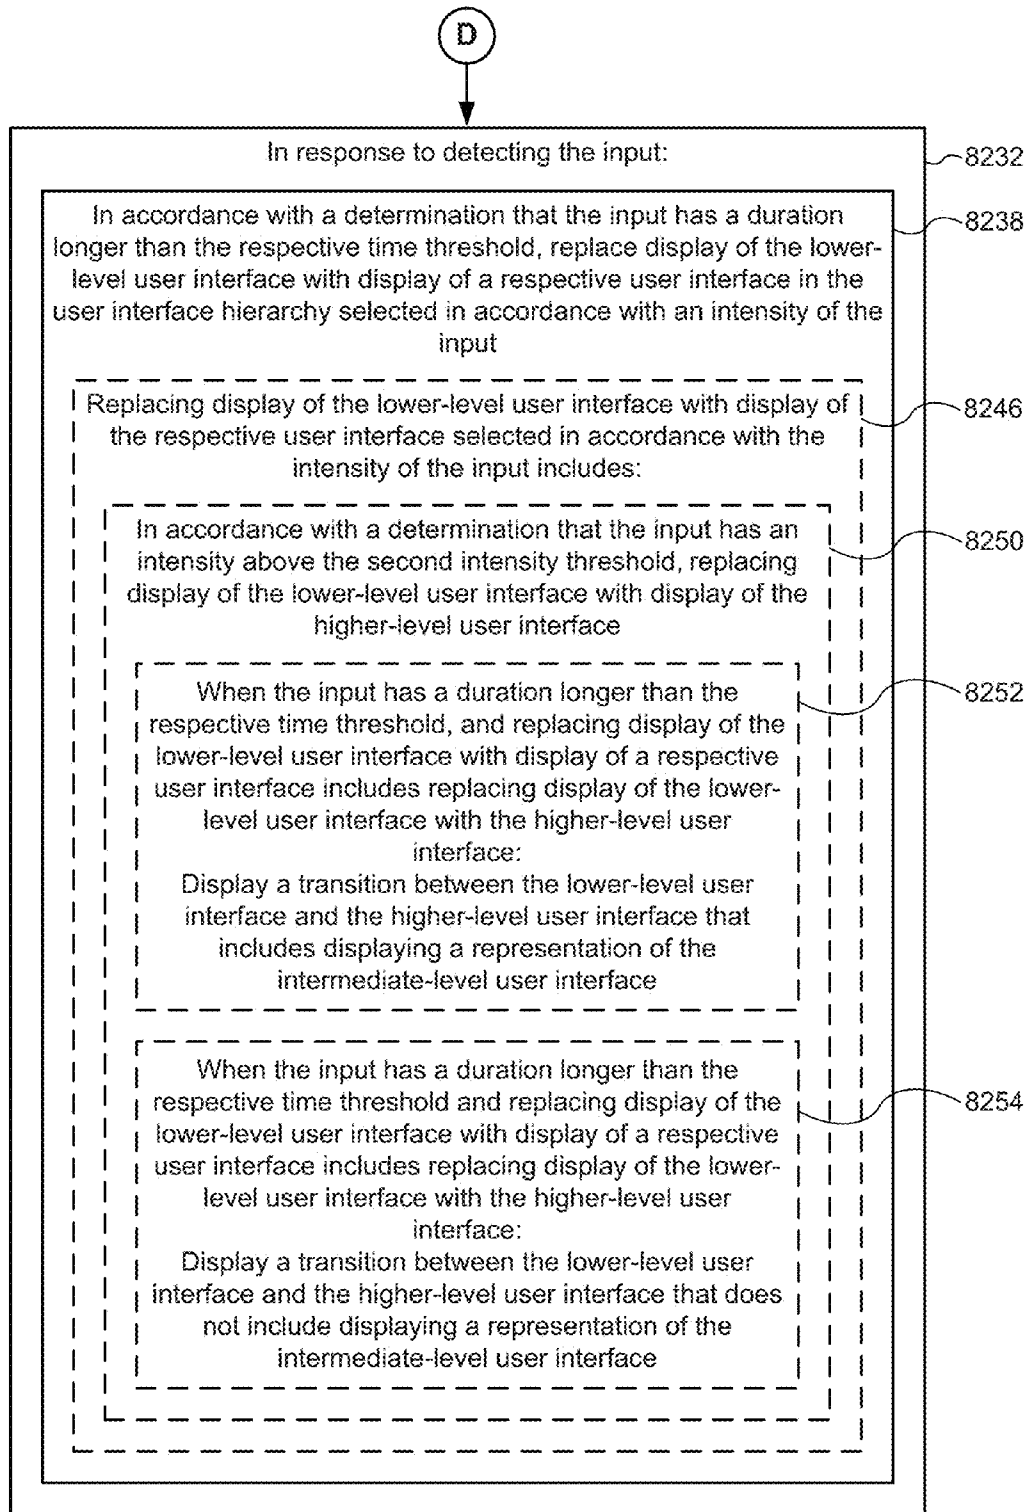 D
In response to detecting the input:
8232
In accordance with a determination that the input has a duration
longer than the respective time threshold, replace display of the lower-
level user interface with display of a respective user interface in the
user interface hierarchy selected in accordance with an intensity of the
input
8238
Replacing display of the lower-level user interface with display of
the respective user interface selected in accordance with the
intensity of the input includes:
8246
In accordance with a determination that the input has an
intensity above the second intensity threshold, replacing
display of the lower-level user interface with display of the
higher-level user interface
8250
When the input has a duration longer than the
respective time threshold, and replacing display of the
lower-level user interface with display of a respective
user interface includes replacing display of the lower-
level user interface with the higher-level user
interface:
Display a transition between the lower-level user
interface and the higher-level user interface that
includes displaying a representation of the
intermediate-level user interface
8252
When the input has a duration longer than the
respective time threshold and replacing display of the
lower-level user interface with display of a respective
user interface includes replacing display of the lower-
level user interface with the higher-level user
interface:
Display a transition between the lower-level user
interface and the higher-level user interface that does
not include displaying a representation of the
intermediate-level user interface
8254